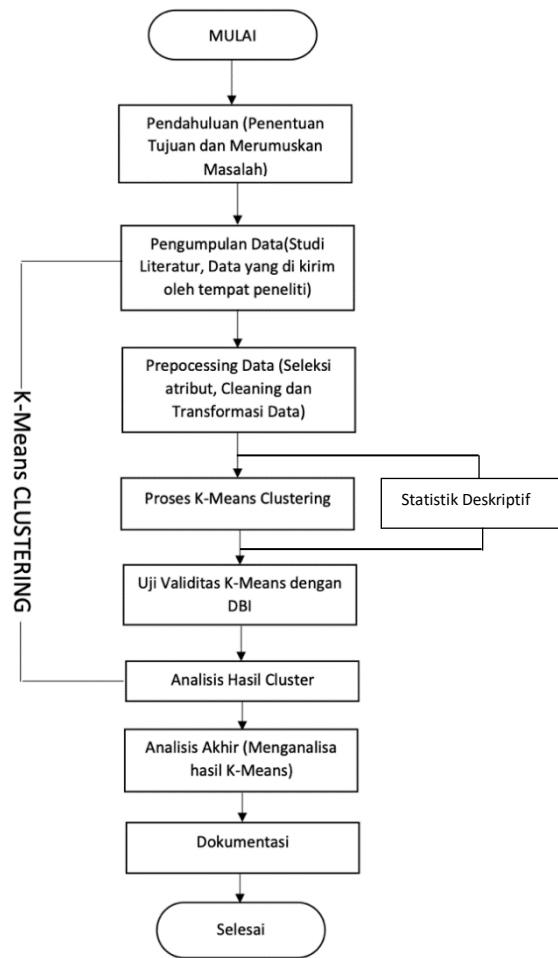 MULAI
Pendahuluan (Penentuan
Tujuan dan Merumuskan
Masalah)
Pengumpulan Data(Studi
Literatur, Data yang di kirim
oleh tempat peneliti)
Prepocessing Data (Seleksi
atribut, Cleaning dan
Transformasi Data)
K-Means CLUSTERING
Proses K-Means Clustering
Statistik Deskriptif
Uji Validitas K-Means dengan
DBI
Analisis Hasil Cluster
Analisis Akhir (Menganalisa
hasil K-Means)
Dokumentasi
Selesai